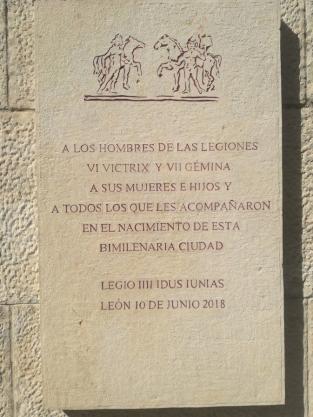 A LOS HOMBRES DE LAS LEGIONES
VI VICTRIX Y VII GÉMINA
A SUS MUJERES E HIJOS Y
A TODOS LOS QUE LES ACOMPAÑARON
EN EL NACIMIENTO DE ESTA
BIMILENARIA CIUDAD
LEGIO IIII IDUS IUNIAS
LEÓN 10 DE JUNIO 2018